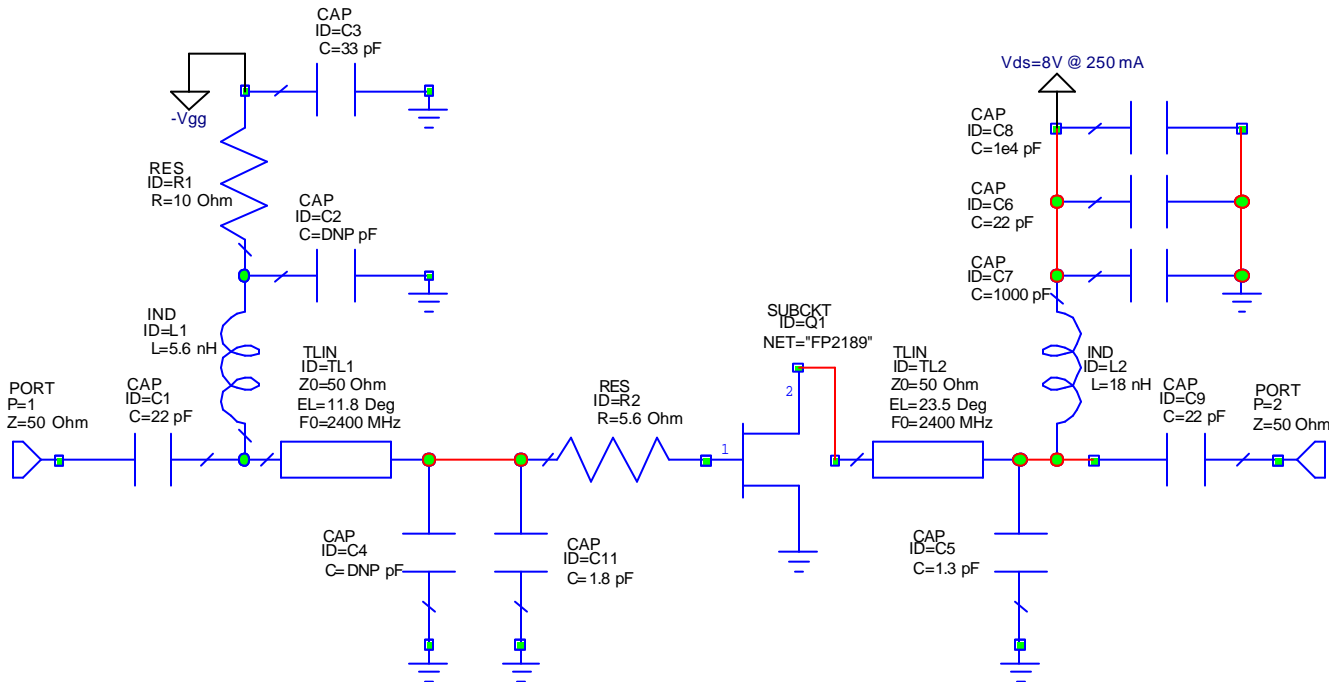 CAP
ID=C3
C=33 pF
-Vgg
RES
ID=R1
R=10 Ohm
CAP
ID=C2
C=DNP pF
IND
ID=L1
L=5.6 nH
PORT
P=1
Z=50 Ohm
CAP
ID=C1
C=22 pF
TLIN
ID=TL1
Z0=50 Ohm
EL=11.8 Deg
F0=2400 MHz
CAP
ID=C4
C=DNP pF
CAP
ID=C11
C=1.8 pF
RES
ID=R2
R=5.6 Ohm
SUBCKT
ID=Q1
NET="FP2189"
1
2
TLIN
ID=TL2
Z0=50 Ohm
EL=23.5 Deg
F0=2400 MHz
CAP
ID=C5
C=1.3 pF
Vds=8V @ 250 mA
CAP
ID=C8
C=1e4 pF
CAP
ID=C6
C=22 pF
CAP
ID=C7
C=1000 pF
IND
ID=L2
L=18 nH
CAP
ID=C9
C=22 pF
PORT
P=2
Z=50 Ohm